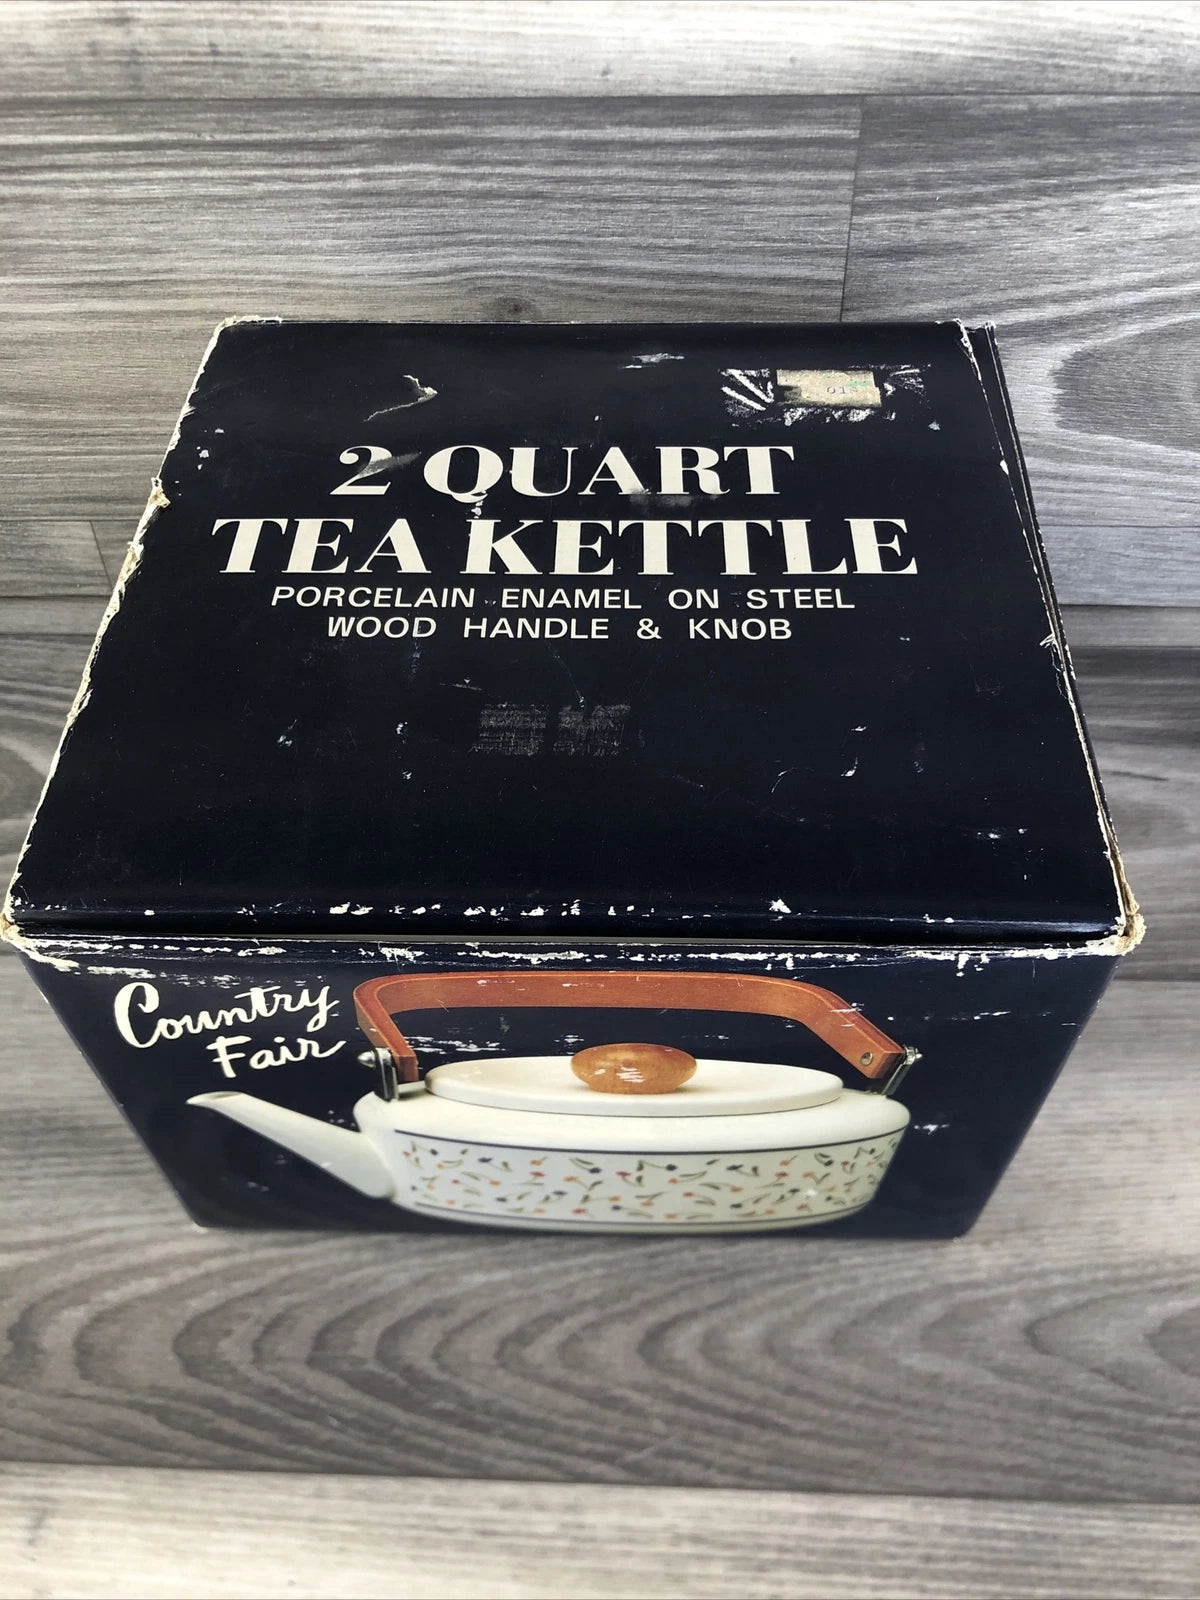 2 QUART
TEA KETTLE
PORCELAIN ENAMEL ON STEEL
WOOD HANDLE & KNOB
Country
Fair